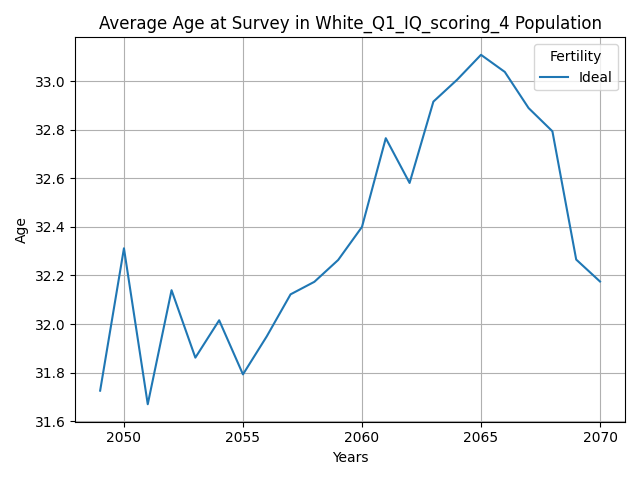 Average Age at Survey in White_Q1_IQ_scoring_4 Population
Fertility
Ideal
33.0
32.8
32.6
32.4
32.2
32.0
31.8
31.6
Age
2050 2055 2060 2065 2070
Years